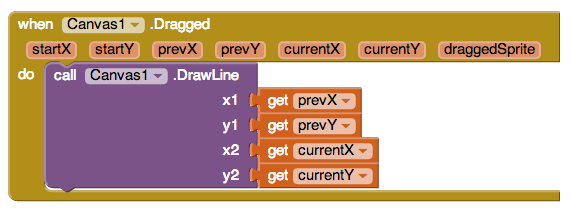 when Canvas1 .Dragged
startX startY prevX prevY currentX currentY draggedSprite
do call Canvas1 .DrawLine
x1 get prevX
y1 get prevY
x2 get currentX
y2 get currentY